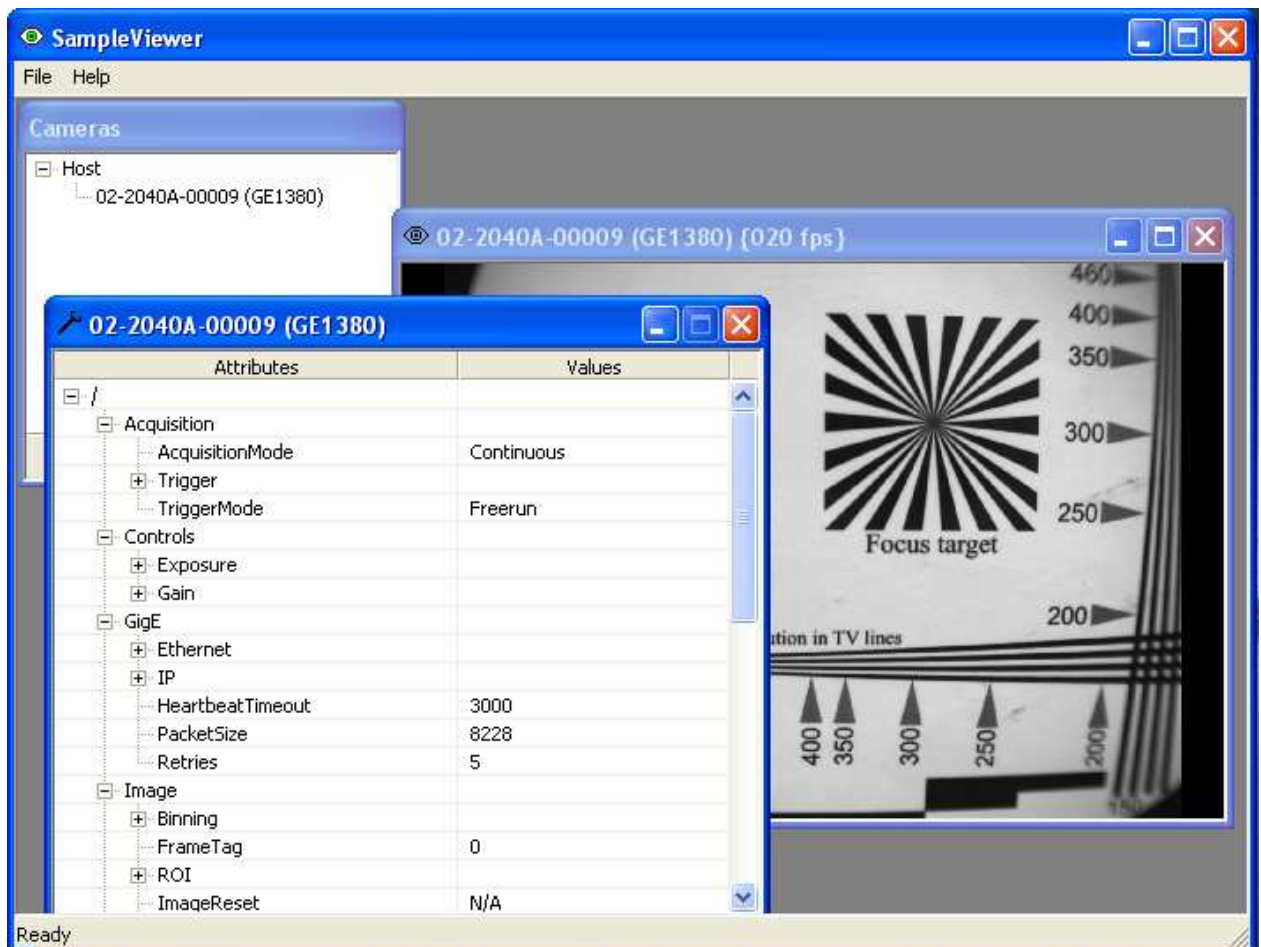 SampleViewer
File Help
Cameras
Host
02-2040A-00009 (GE1380)
02-2040A-00009 (GE1380) {020 fps}
460
400
350
300
250
Focus target
200
ution in TV lines
400
350
300
250
200
150
02-2040A-00009 (GE1380)
Attributes Values
/
Acquisition
AcquisitionMode Continuous
Trigger
TriggerMode Freerun
Controls
Exposure
Gain
GigE
Ethernet
IP
HeartbeatTimeout 3000
PacketSize 8228
Retries 5
Image
Binning
FrameTag 0
ROI
ImageReset N/A
Ready